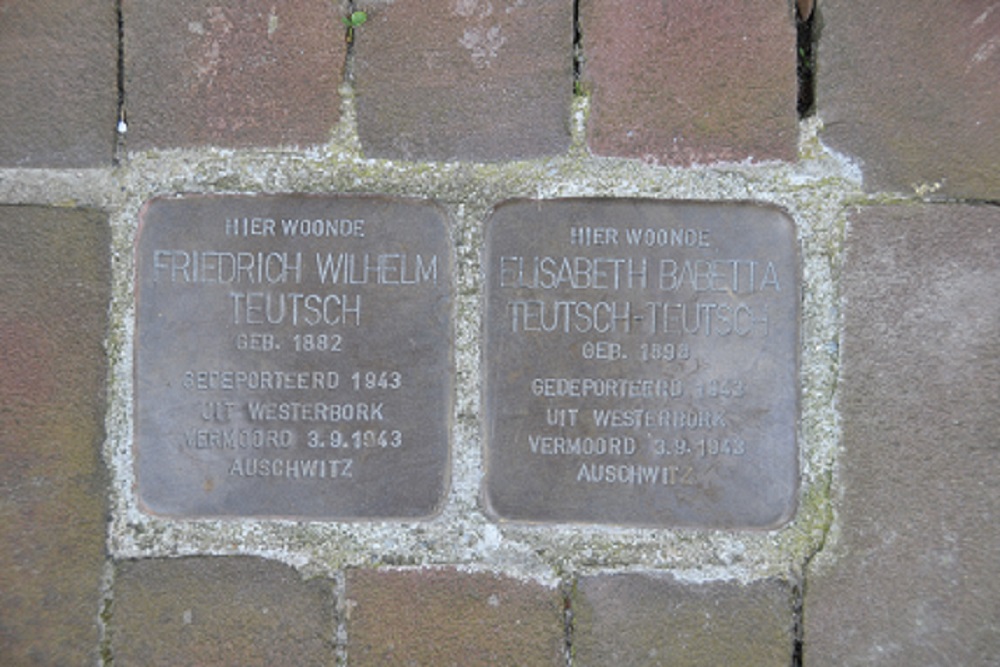 HIER WOONDE
FRIEDRICH WILHELM
TEUTSCH
GEB. 1882
GEDEPORTEERD 1943
UIT WESTERBORK
VERMOORD 3.9.1943
AUSCHWITZ
HIER WOONDE
ELISABETH BABETTA
TEUTSCH-TEUTSCH
GEB. 1898
GEDEPORTEERD 1943
UIT WESTERBORK
VERMOORD 3.9.1943
AUSCHWITZ